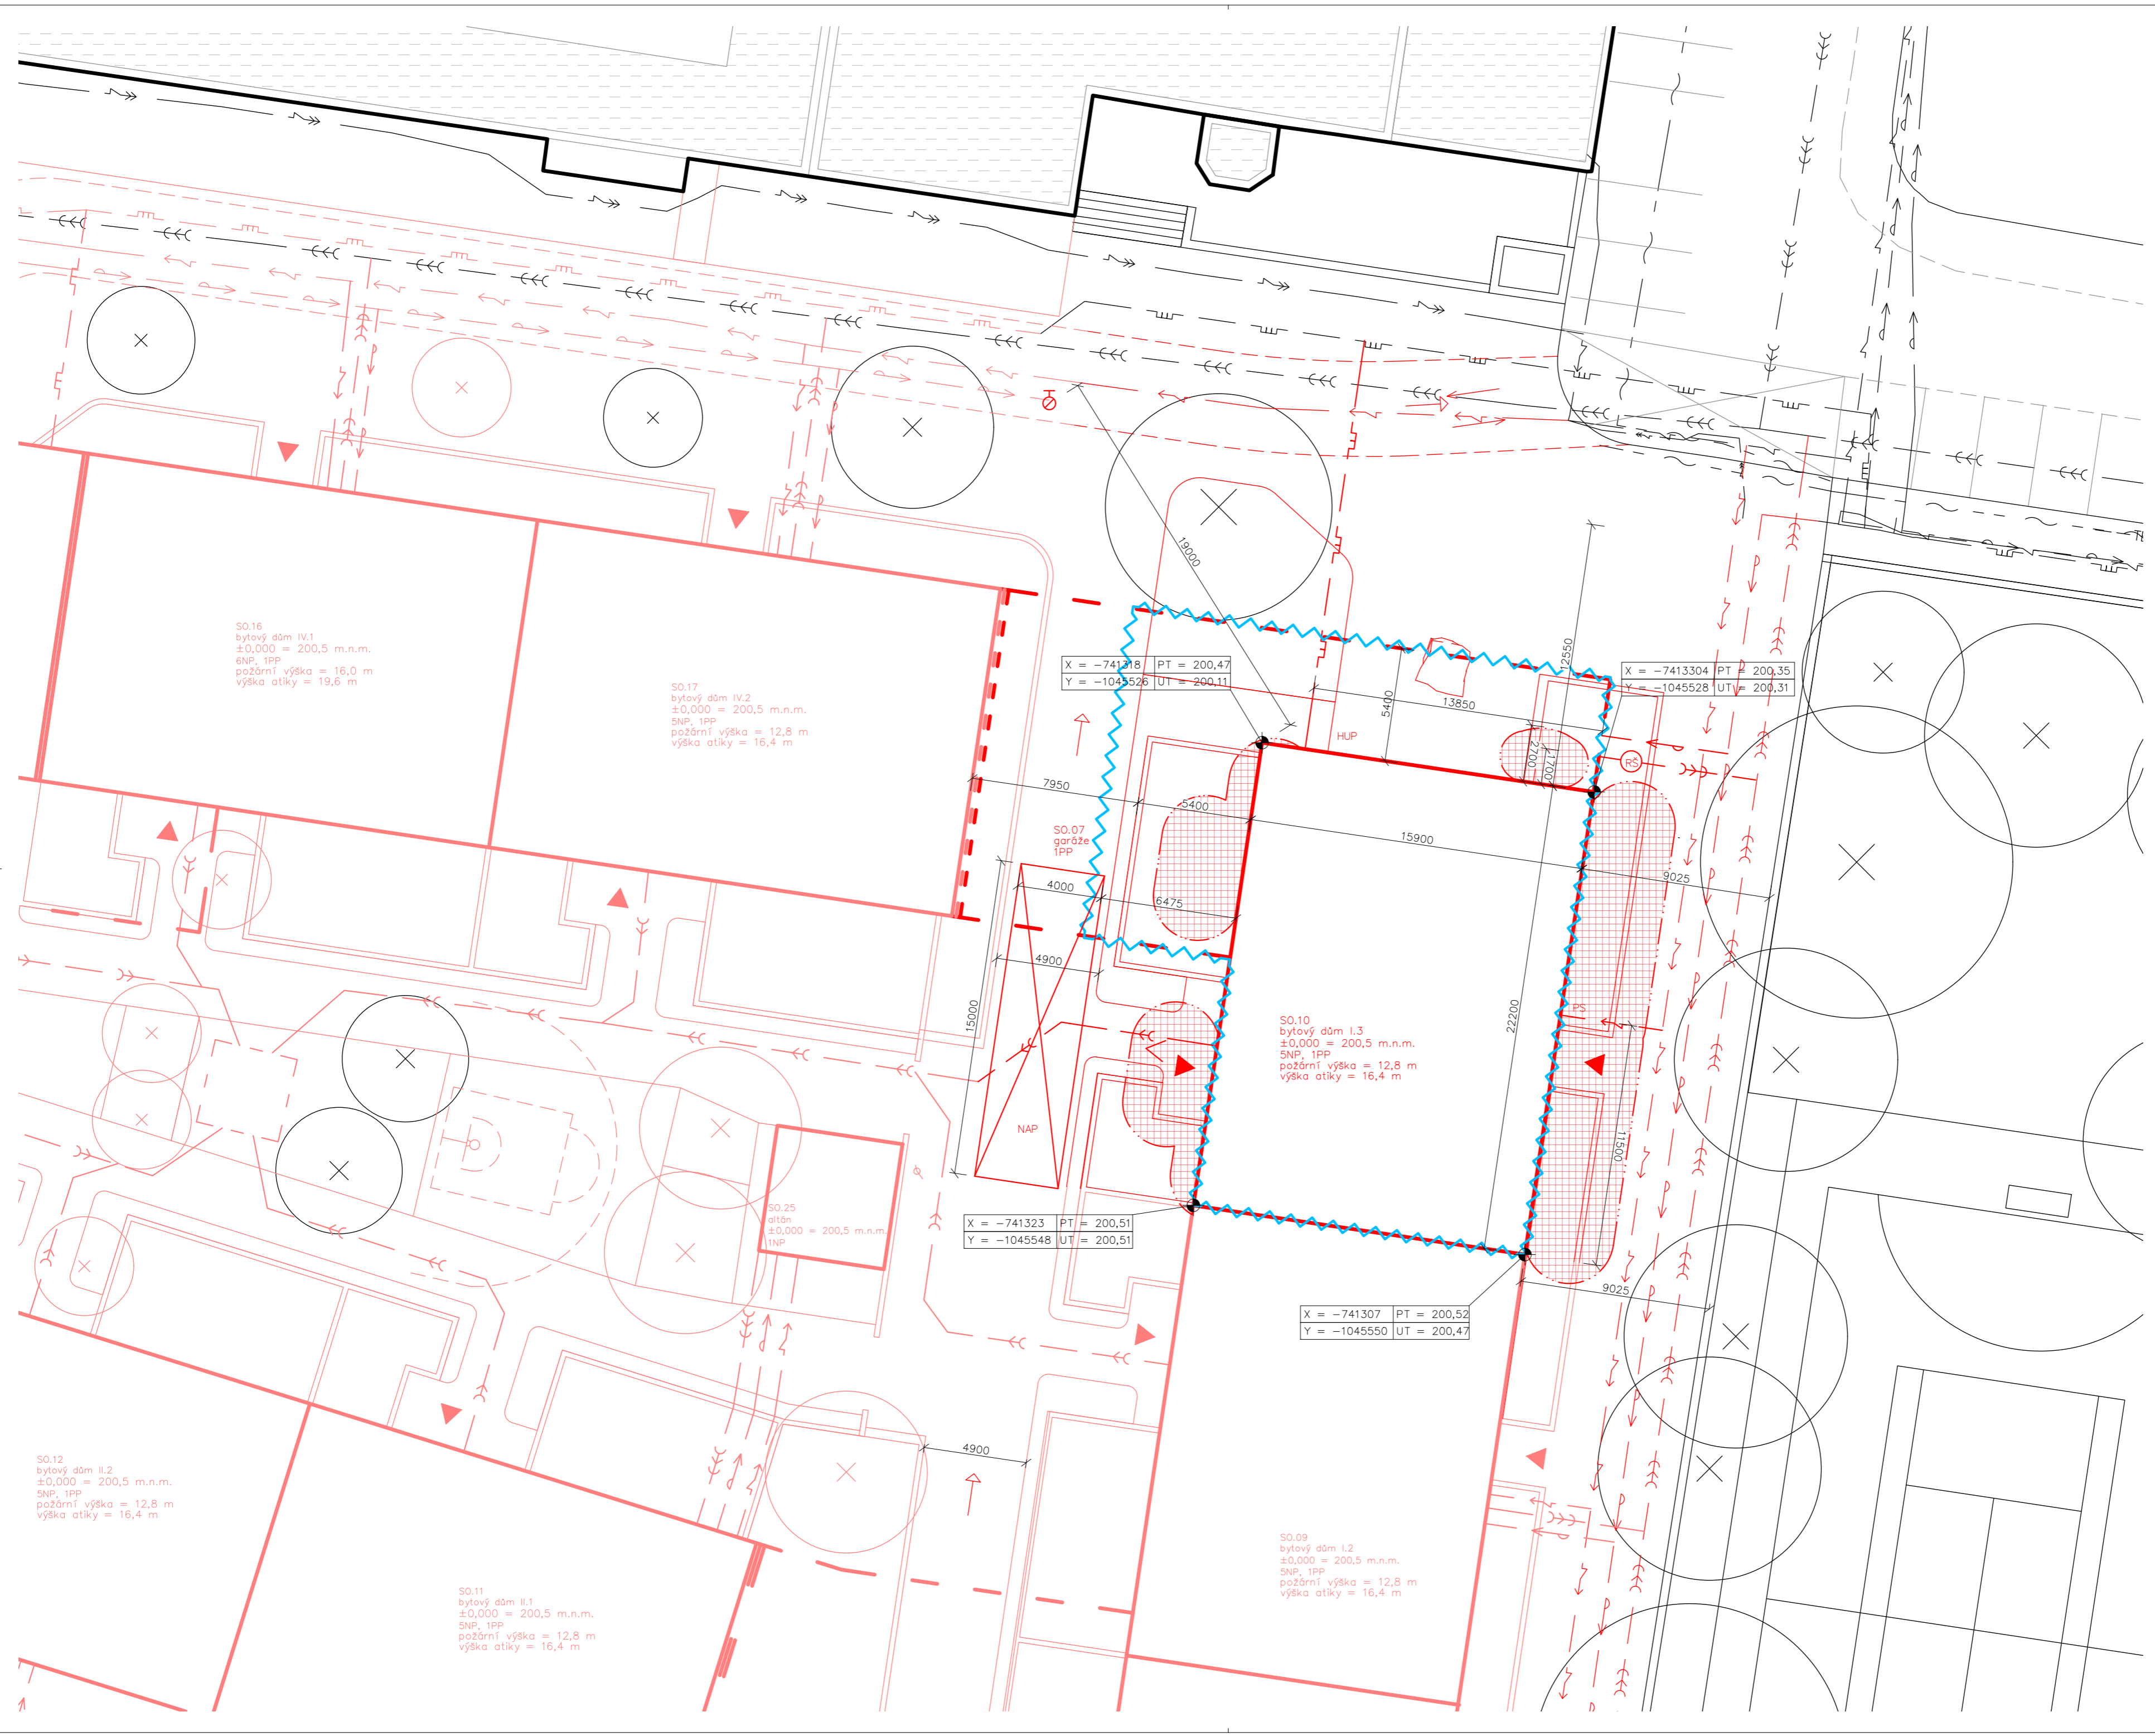 19000
SO.16
bytový dům IV.1
±0,000 = 200,5 m.n.m.
6NP, 1PP
požární výška = 16,0 m
výška atiky = 19,6 m
SO.17
bytový dům IV.2
±0,000 = 200,5 m.n.m.
5NP, 1PP
požární výška = 12,8 m
výška atiky = 16,4 m
X = -741318 PT = 200,47
Y = -1045526 UT = 200,11
12550
X = -7413304 PT = 200,35
Y = -1045528 UT = 200,31
13850
5400
HUP
2700
1700
RŠ
7950
5400
15900
9025
SO.07
garáže
1PP
4000
6475
4900
15000
22200
PS
SO.10
bytový dům I.3
±0,000 = 200,5 m.n.m.
5NP, 1PP
požární výška = 12,8 m
výška atiky = 16,4 m
NAP
11500
SO.25
altán
±0,000 = 200,5 m.n.m.
1NP
X = -741323 PT = 200,51
Y = -1045548 UT = 200,51
9025
X = -741307 PT = 200,52
Y = -1045550 UT = 200,47
4900
SO.12
bytový dům II.2
±0,000 = 200,5 m.n.m.
5NP, 1PP
požární výška = 12,8 m
výška atiky = 16,4 m
SO.09
bytový dům I.2
±0,000 = 200,5 m.n.m.
5NP, 1PP
požární výška = 12,8 m
výška atiky = 16,4 m
SO.11
bytový dům II.1
±0,000 = 200,5 m.n.m.
5NP, 1PP
požární výška = 12,8 m
výška atiky = 16,4 m